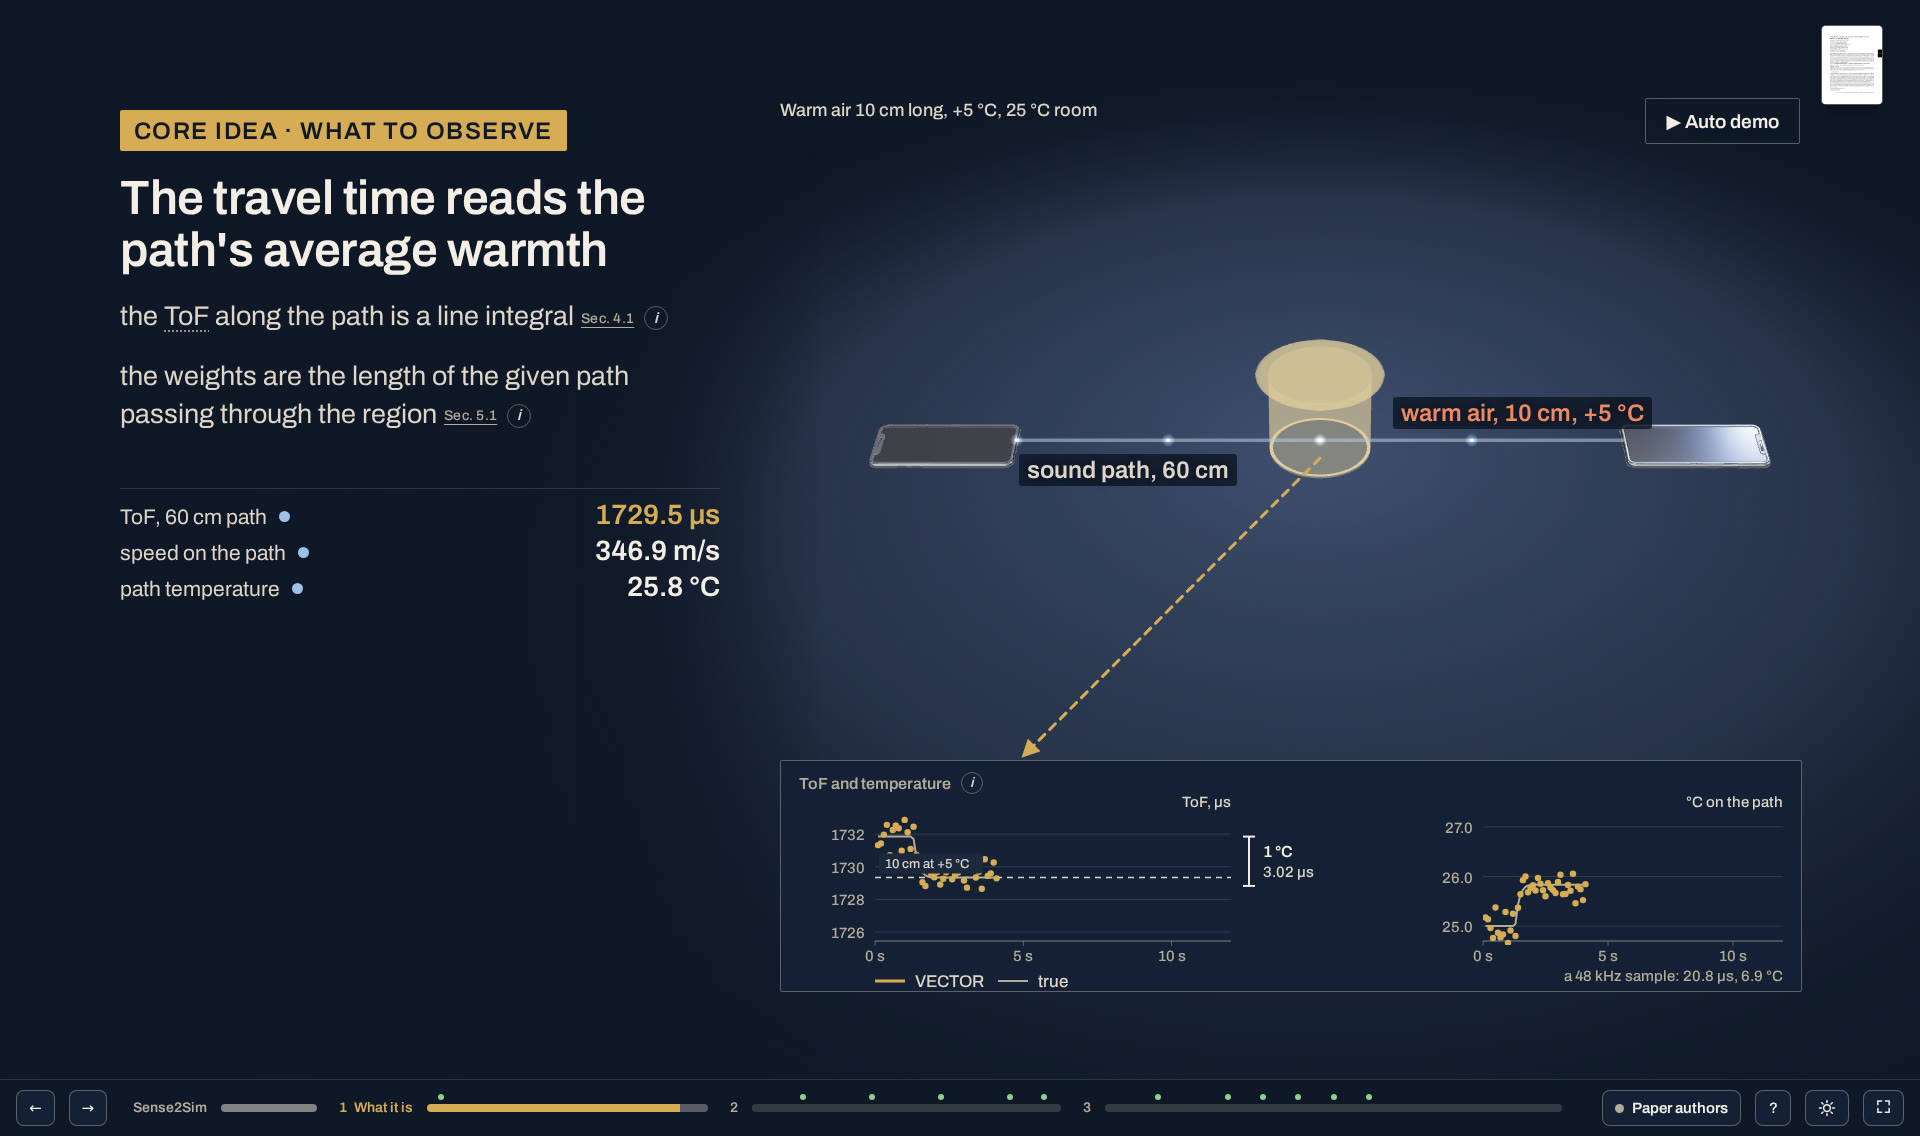 CORE IDEA · WHAT TO OBSERVE
The travel time reads the
path's average warmth
the ToF along the path is a line integral Sec. 4.1 i
the weights are the length of the given path
passing through the region Sec. 5.1 i
ToF, 60 cm path 1729.5 µs
speed on the path 346.9 m/s
path temperature 25.8 °C
Warm air 10 cm long, +5 °C, 25 °C room
▶ Auto demo
warm air, 10 cm, +5 °C
sound path, 60 cm
ToF and temperature i
ToF, µs
1732
1730
1728
1726
10 cm at +5 °C
0 s 5 s 10 s
VECTOR true
1 °C
3.02 µs
°C on the path
27.0
26.0
25.0
0 s 5 s 10 s
a 48 kHz sample: 20.8 µs, 6.9 °C
← → Sense2Sim 1 What it is 2 3 Paper authors ?